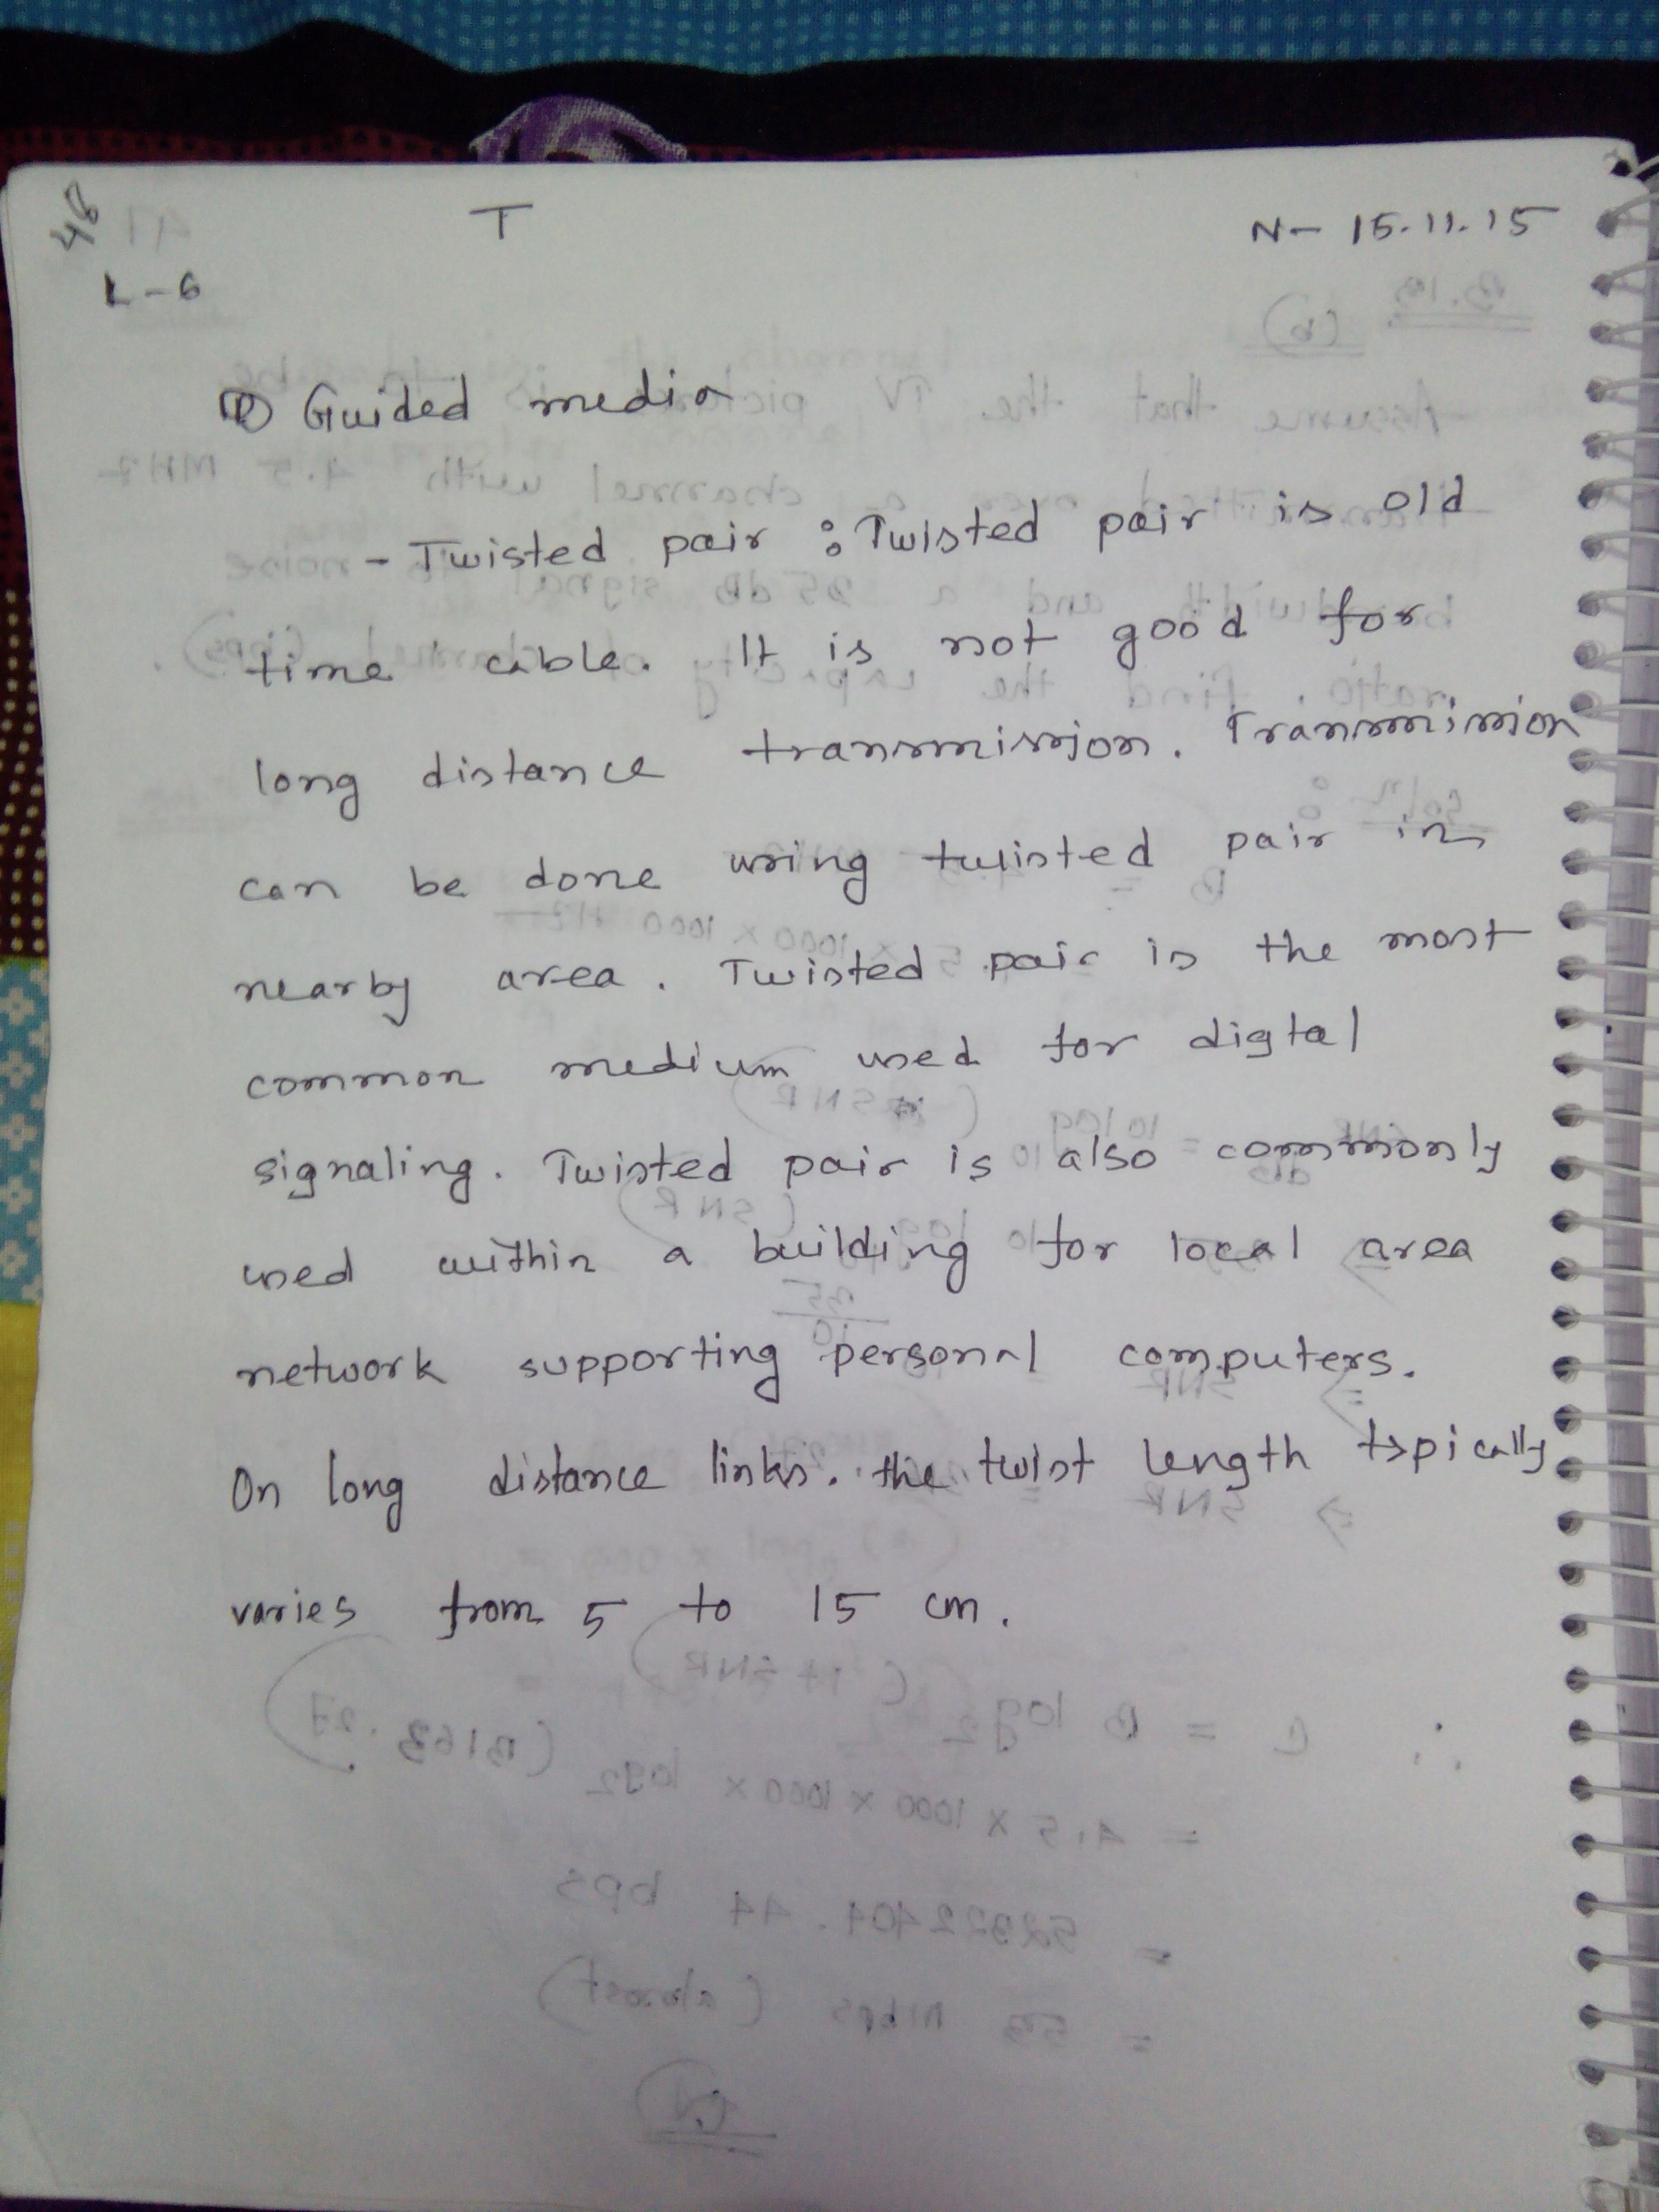 48 T N- 15.11.15
L-6
① Guided media
- Twisted pair : Twisted pair is old
time cable. It is not good for
long distance transmission. Transmission
can be done using twisted pair in
nearby area. Twisted pair is the most
common medium used for digtal
signaling. Twisted pair is also commonly
used within a building for local area
network supporting personal computers.
On long distance links. the twist length typically
varies from 5 to 15 cm.